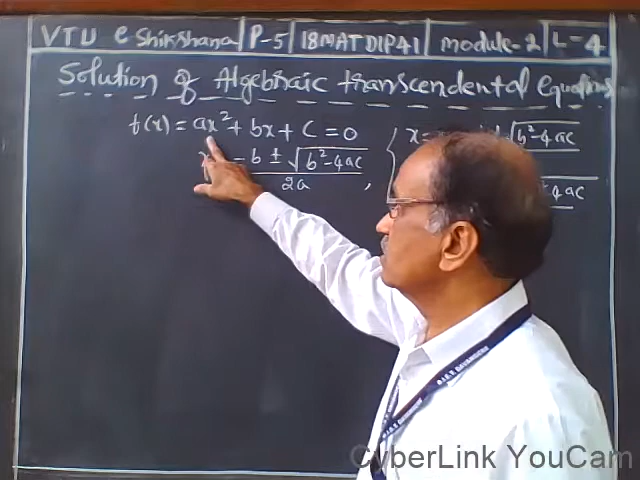 VTU e Shikshana P-5 18MATDIP41 module-2 L-4
Solution of Algebraic transcendental Equations
f(x) = ax² + bx + c = 0
- b ± √b²-4ac
2a ,
x = √b²-4ac
4ac
D.I.E.T DAVANGERE
CyberLink YouCam